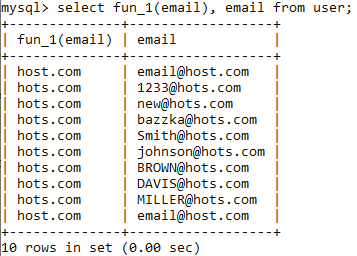 mysql> select fun_1(email), email from user;
+--------------+------------------+
| fun_1(email) | email            |
+--------------+------------------+
| host.com     | email@host.com   |
| hots.com     | 1233@hots.com    |
| hots.com     | new@hots.com     |
| hots.com     | bazzka@hots.com  |
| hots.com     | Smith@hots.com   |
| hots.com     | johnson@hots.com |
| hots.com     | BROWN@hots.com   |
| hots.com     | DAVIS@hots.com   |
| hots.com     | MILLER@hots.com  |
| host.com     | email@host.com   |
+--------------+------------------+
10 rows in set (0.00 sec)